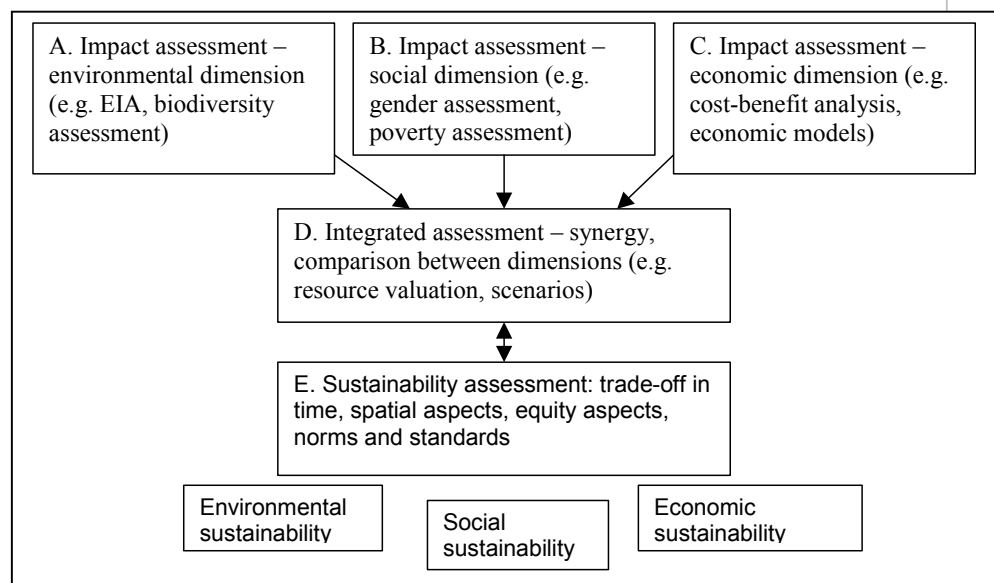 A. Impact assessment –
environmental dimension
(e.g. EIA, biodiversity
assessment)
B. Impact assessment –
social dimension (e.g.
gender assessment,
poverty assessment)
C. Impact assessment –
economic dimension (e.g.
cost-benefit analysis,
economic models)
D. Integrated assessment – synergy,
comparison between dimensions (e.g.
resource valuation, scenarios)
E. Sustainability assessment: trade-off in
time, spatial aspects, equity aspects,
norms and standards
Environmental
sustainability
Social
sustainability
Economic
sustainability